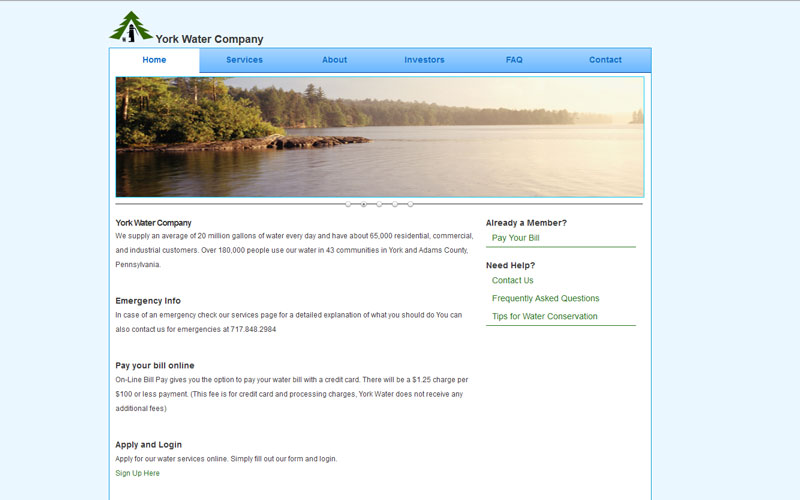 York Water Company
Home Services About Investors FAQ Contact
York Water Company
We supply an average of 20 million gallons of water every day and have about 65,000 residential, commercial,
and industrial customers. Over 180,000 people use our water in 43 communities in York and Adams County,
Pennsylvania.
Emergency Info
In case of an emergency check our services page for a detailed explanation of what you should do You can
also contact us for emergencies at 717.848.2984
Pay your bill online
On-Line Bill Pay gives you the option to pay your water bill with a credit card. There will be a $1.25 charge per
$100 or less payment. (This fee is for credit card and processing charges, York Water does not receive any
additional fees)
Apply and Login
Apply for our water services online. Simply fill out our form and login.
Sign Up Here
Already a Member?
Pay Your Bill
Need Help?
Contact Us
Frequently Asked Questions
Tips for Water Conservation